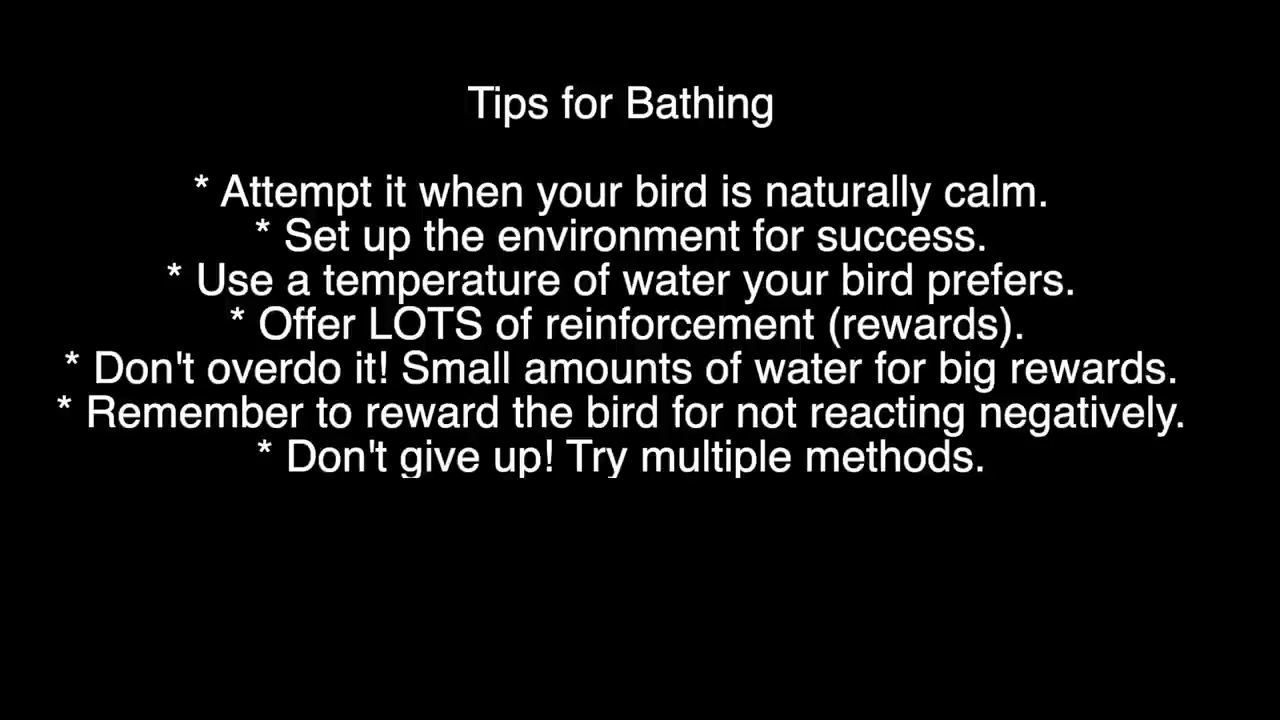 Tips for Bathing
* Attempt it when your bird is naturally calm.
* Set up the environment for success.
* Use a temperature of water your bird prefers.
* Offer LOTS of reinforcement (rewards).
* Don't overdo it! Small amounts of water for big rewards.
* Remember to reward the bird for not reacting negatively.
* Don't give up! Try multiple methods.